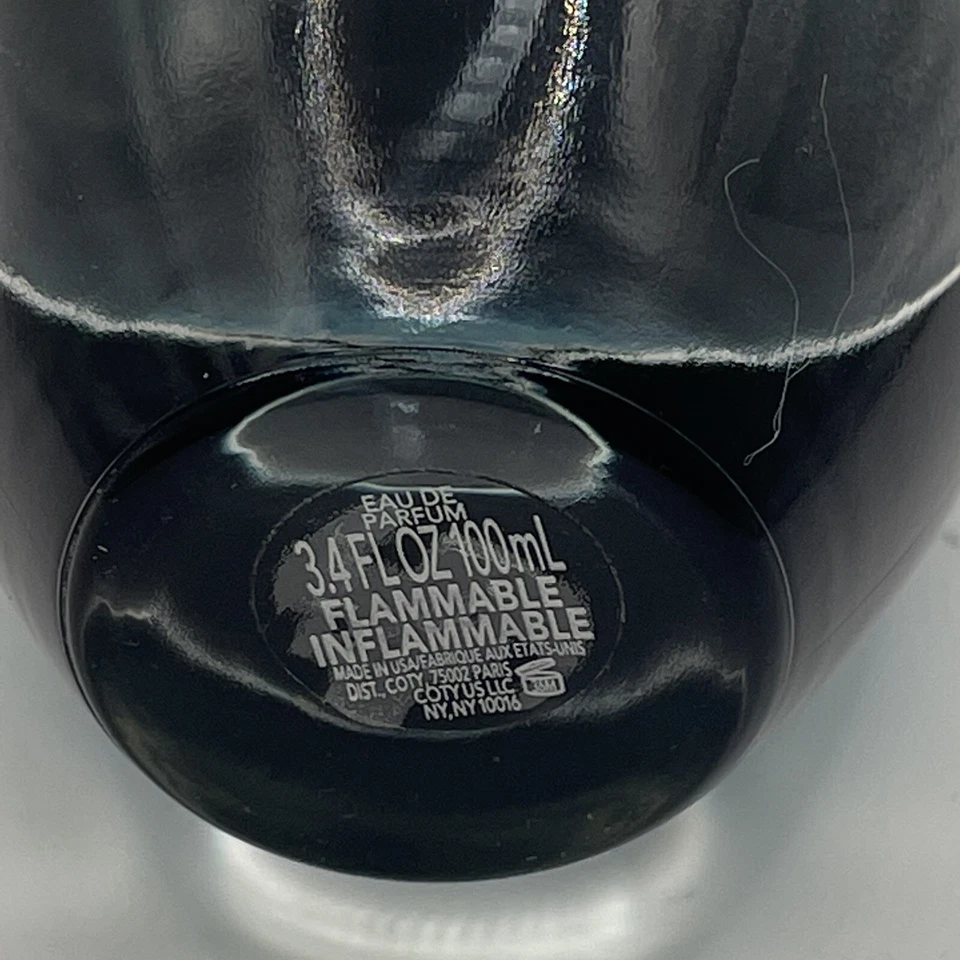 EAU DE
PARFUM
3.4 FL OZ 100mL
FLAMMABLE
INFLAMMABLE
MADE IN USA/FABRIQUE AUX ETATS-UNIS
DIST., COTY, 75002 PARIS
COTY US LLC
NY, NY 10016